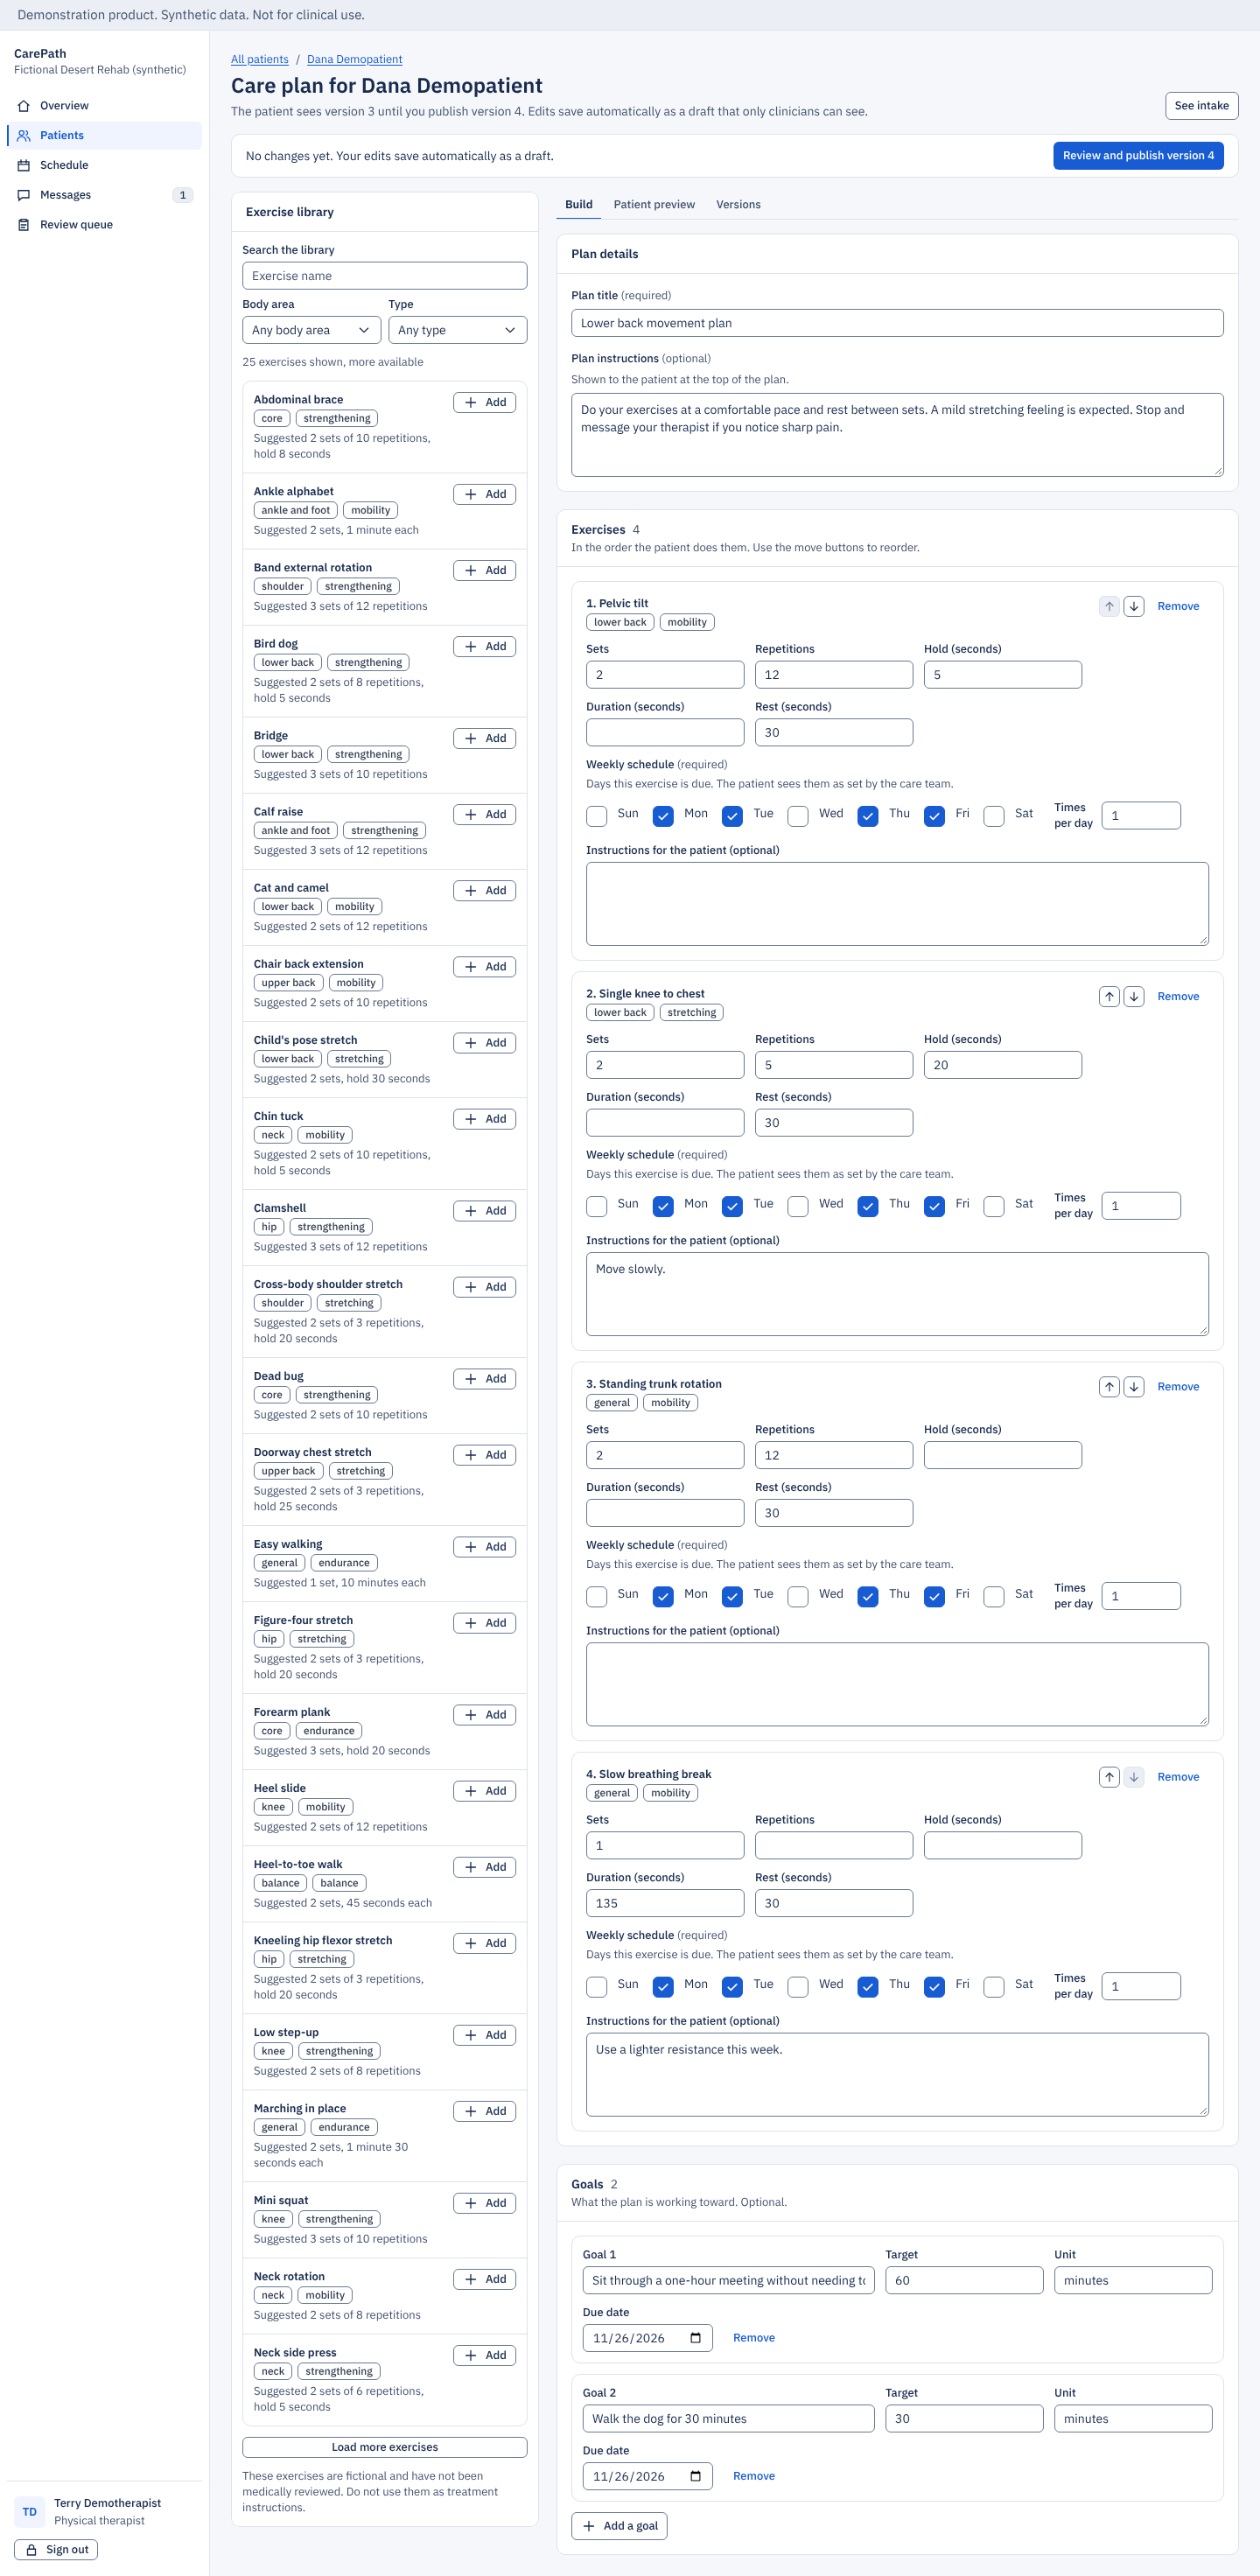 Demonstration product. Synthetic data. Not for clinical use.
CarePath
Fictional Desert Rehab (synthetic)
Overview
Patients
Schedule
Messages 1
Review queue
All patients / Dana Demopatient
Care plan for Dana Demopatient
The patient sees version 3 until you publish version 4. Edits save automatically as a draft that only clinicians can see.
See intake
No changes yet. Your edits save automatically as a draft.
Review and publish version 4
Exercise library
Search the library
Exercise name
Body area Type
Any body area Any type
25 exercises shown, more available
Abdominal brace Add
core strengthening
Suggested 2 sets of 10 repetitions,
hold 8 seconds
Ankle alphabet Add
ankle and foot mobility
Suggested 2 sets, 1 minute each
Band external rotation Add
shoulder strengthening
Suggested 3 sets of 12 repetitions
Bird dog Add
lower back strengthening
Suggested 2 sets of 8 repetitions,
hold 5 seconds
Bridge Add
lower back strengthening
Suggested 3 sets of 10 repetitions
Calf raise Add
ankle and foot strengthening
Suggested 3 sets of 12 repetitions
Cat and camel Add
lower back mobility
Suggested 2 sets of 12 repetitions
Chair back extension Add
upper back mobility
Suggested 2 sets of 10 repetitions
Child's pose stretch Add
lower back stretching
Suggested 2 sets, hold 30 seconds
Chin tuck Add
neck mobility
Suggested 2 sets of 10 repetitions,
hold 5 seconds
Clamshell Add
hip strengthening
Suggested 3 sets of 12 repetitions
Cross-body shoulder stretch Add
shoulder stretching
Suggested 2 sets of 3 repetitions,
hold 20 seconds
Dead bug Add
core strengthening
Suggested 2 sets of 10 repetitions
Doorway chest stretch Add
upper back stretching
Suggested 2 sets of 3 repetitions,
hold 25 seconds
Easy walking Add
general endurance
Suggested 1 set, 10 minutes each
Figure-four stretch Add
hip stretching
Suggested 2 sets of 3 repetitions,
hold 20 seconds
Forearm plank Add
core endurance
Suggested 3 sets, hold 20 seconds
Heel slide Add
knee mobility
Suggested 2 sets of 12 repetitions
Heel-to-toe walk Add
balance balance
Suggested 2 sets, 45 seconds each
Kneeling hip flexor stretch Add
hip stretching
Suggested 2 sets of 3 repetitions,
hold 20 seconds
Low step-up Add
knee strengthening
Suggested 2 sets of 8 repetitions
Marching in place Add
general endurance
Suggested 2 sets, 1 minute 30
seconds each
Mini squat Add
knee strengthening
Suggested 3 sets of 10 repetitions
Neck rotation Add
neck mobility
Suggested 2 sets of 8 repetitions
Neck side press Add
neck strengthening
Suggested 2 sets of 6 repetitions,
hold 5 seconds
Load more exercises
These exercises are fictional and have not been
medically reviewed. Do not use them as treatment
instructions.
Build Patient preview Versions
Plan details
Plan title (required)
Lower back movement plan
Plan instructions (optional)
Shown to the patient at the top of the plan.
Do your exercises at a comfortable pace and rest between sets. A mild stretching feeling is expected. Stop and
message your therapist if you notice sharp pain.
Exercises 4
In the order the patient does them. Use the move buttons to reorder.
1. Pelvic tilt Remove
lower back mobility
Sets Repetitions Hold (seconds)
2 12 5
Duration (seconds) Rest (seconds)
30
Weekly schedule (required)
Days this exercise is due. The patient sees them as set by the care team.
Sun Mon Tue Wed Thu Fri Sat Times per day 1
Instructions for the patient (optional)
2. Single knee to chest Remove
lower back stretching
Sets Repetitions Hold (seconds)
2 5 20
Duration (seconds) Rest (seconds)
30
Weekly schedule (required)
Days this exercise is due. The patient sees them as set by the care team.
Sun Mon Tue Wed Thu Fri Sat Times per day 1
Instructions for the patient (optional)
Move slowly.
3. Standing trunk rotation Remove
general mobility
Sets Repetitions Hold (seconds)
2 12
Duration (seconds) Rest (seconds)
30
Weekly schedule (required)
Days this exercise is due. The patient sees them as set by the care team.
Sun Mon Tue Wed Thu Fri Sat Times per day 1
Instructions for the patient (optional)
4. Slow breathing break Remove
general mobility
Sets Repetitions Hold (seconds)
1
Duration (seconds) Rest (seconds)
135 30
Weekly schedule (required)
Days this exercise is due. The patient sees them as set by the care team.
Sun Mon Tue Wed Thu Fri Sat Times per day 1
Instructions for the patient (optional)
Use a lighter resistance this week.
Goals 2
What the plan is working toward. Optional.
Goal 1 Target Unit
Sit through a one-hour meeting without needing to 60 minutes
Due date
11/26/2026 Remove
Goal 2 Target Unit
Walk the dog for 30 minutes 30 minutes
Due date
11/26/2026 Remove
Add a goal
TD
Terry Demotherapist
Physical therapist
Sign out